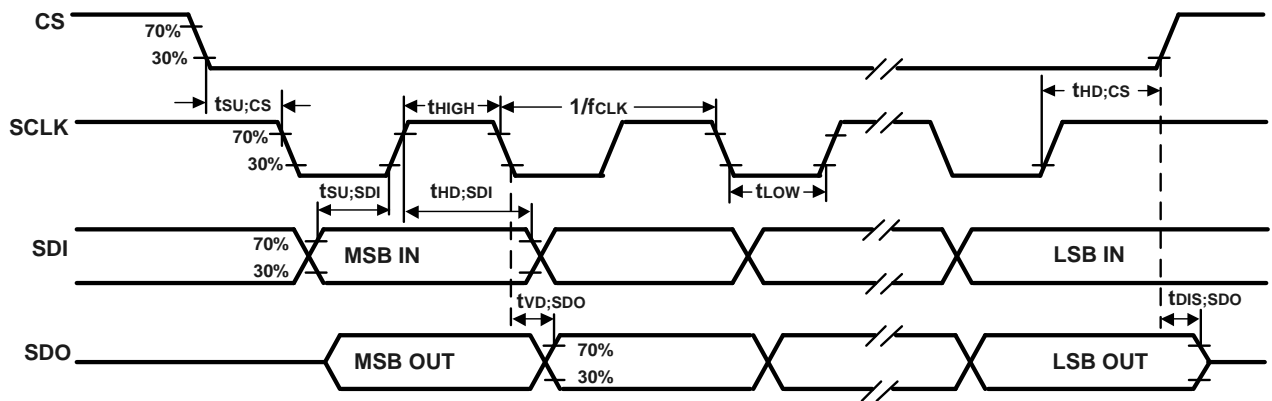 CS
70%
30%
tSU;CS
tHIGH
1/fCLK
tHD;CS
SCLK
70%
30%
tSU;SDI
tHD;SDI
tLOW
SDI
70%
30%
MSB IN
LSB IN
tVD;SDO
tDIS;SDO
SDO
MSB OUT
70%
30%
LSB OUT